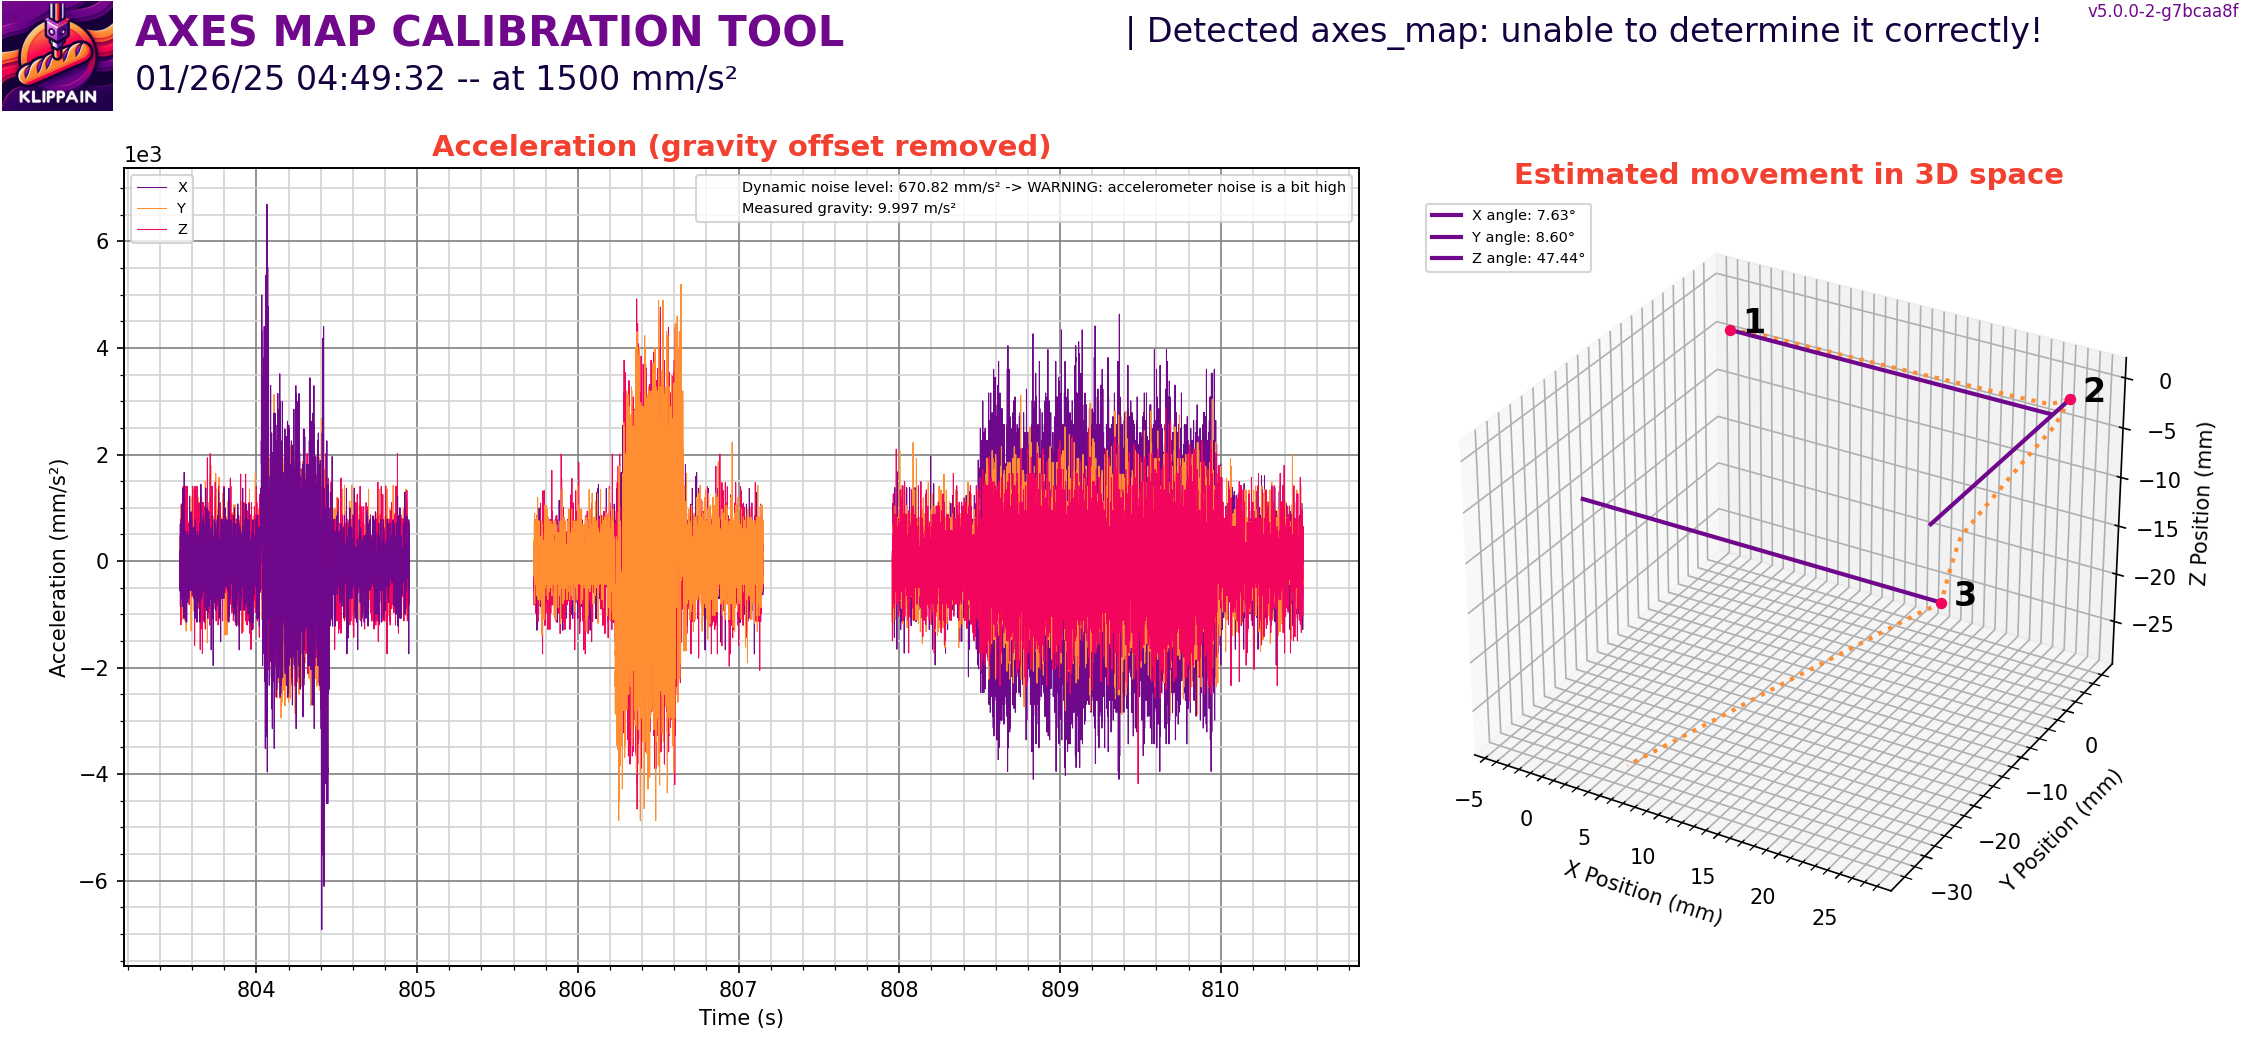 AXES MAP CALIBRATION TOOL
| Detected axes_map: unable to determine it correctly!
v5.0.0-2-g7bcaa8f
01/26/25 04:49:32 -- at 1500 mm/s²
KLIPPAIN
Acceleration (gravity offset removed)
1e3
X
Y
Z
Dynamic noise level: 670.82 mm/s² -> WARNING: accelerometer noise is a bit high
Measured gravity: 9.997 m/s²
6
4
2
0
−2
−4
−6
Acceleration (mm/s²)
804 805 806 807 808 809 810
Time (s)
Estimated movement in 3D space
X angle: 7.63°
Y angle: 8.60°
Z angle: 47.44°
1
2
3
0
−5
−10
−15
−20
−25
Z Position (mm)
−5
0
5
10
15
20
25
X Position (mm)
0
−10
−20
−30
Y Position (mm)